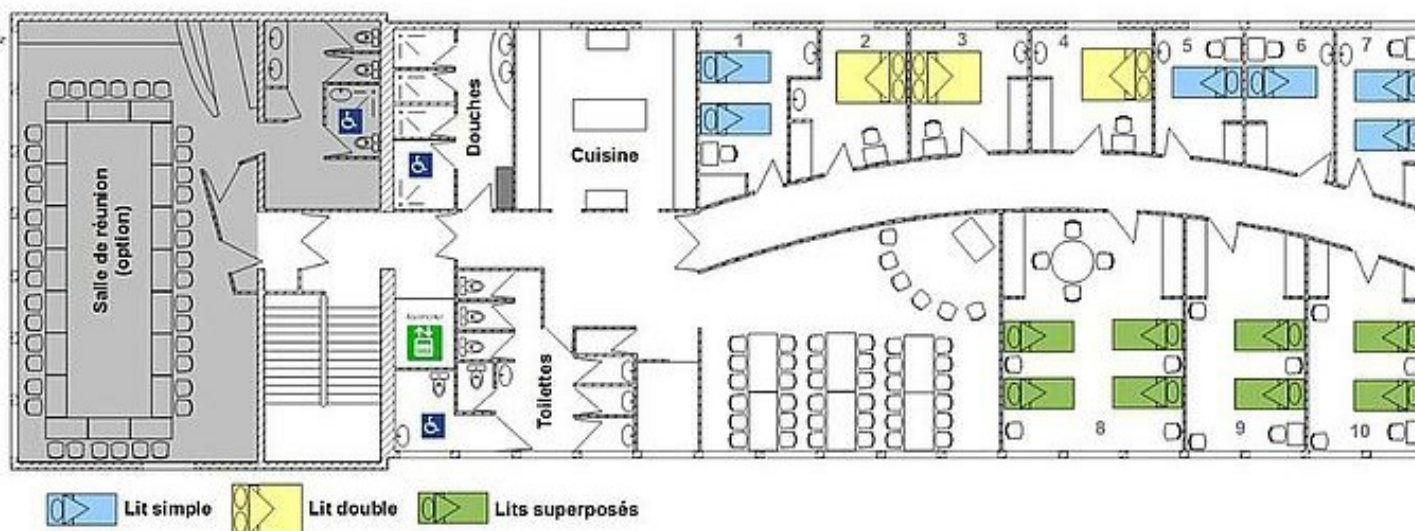 1
2
3
4
5
6
7
Douches
Cuisine
Salle de réunion
(option)
Toilettes
8
9
10
Lit simple
Lit double
Lits superposés